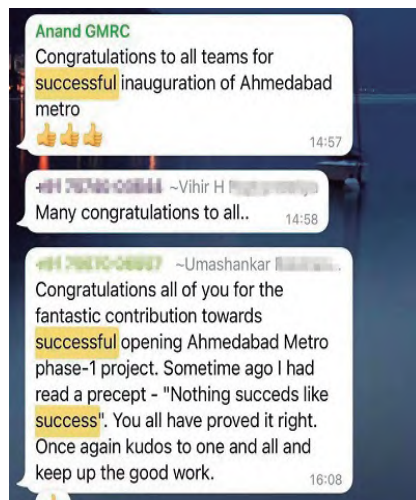 Anand GMRC
Congratulations to all teams for
successful inauguration of Ahmedabad
metro
👍👍👍
14:57
~Vihir H
Many congratulations to all..
14:58
~Umashankar
Congratulations all of you for the
fantastic contribution towards
successful opening Ahmedabad Metro
phase-1 project. Sometime ago I had
read a precept - "Nothing succeds like
success". You all have proved it right.
Once again kudos to one and all and
keep up the good work.
16:08